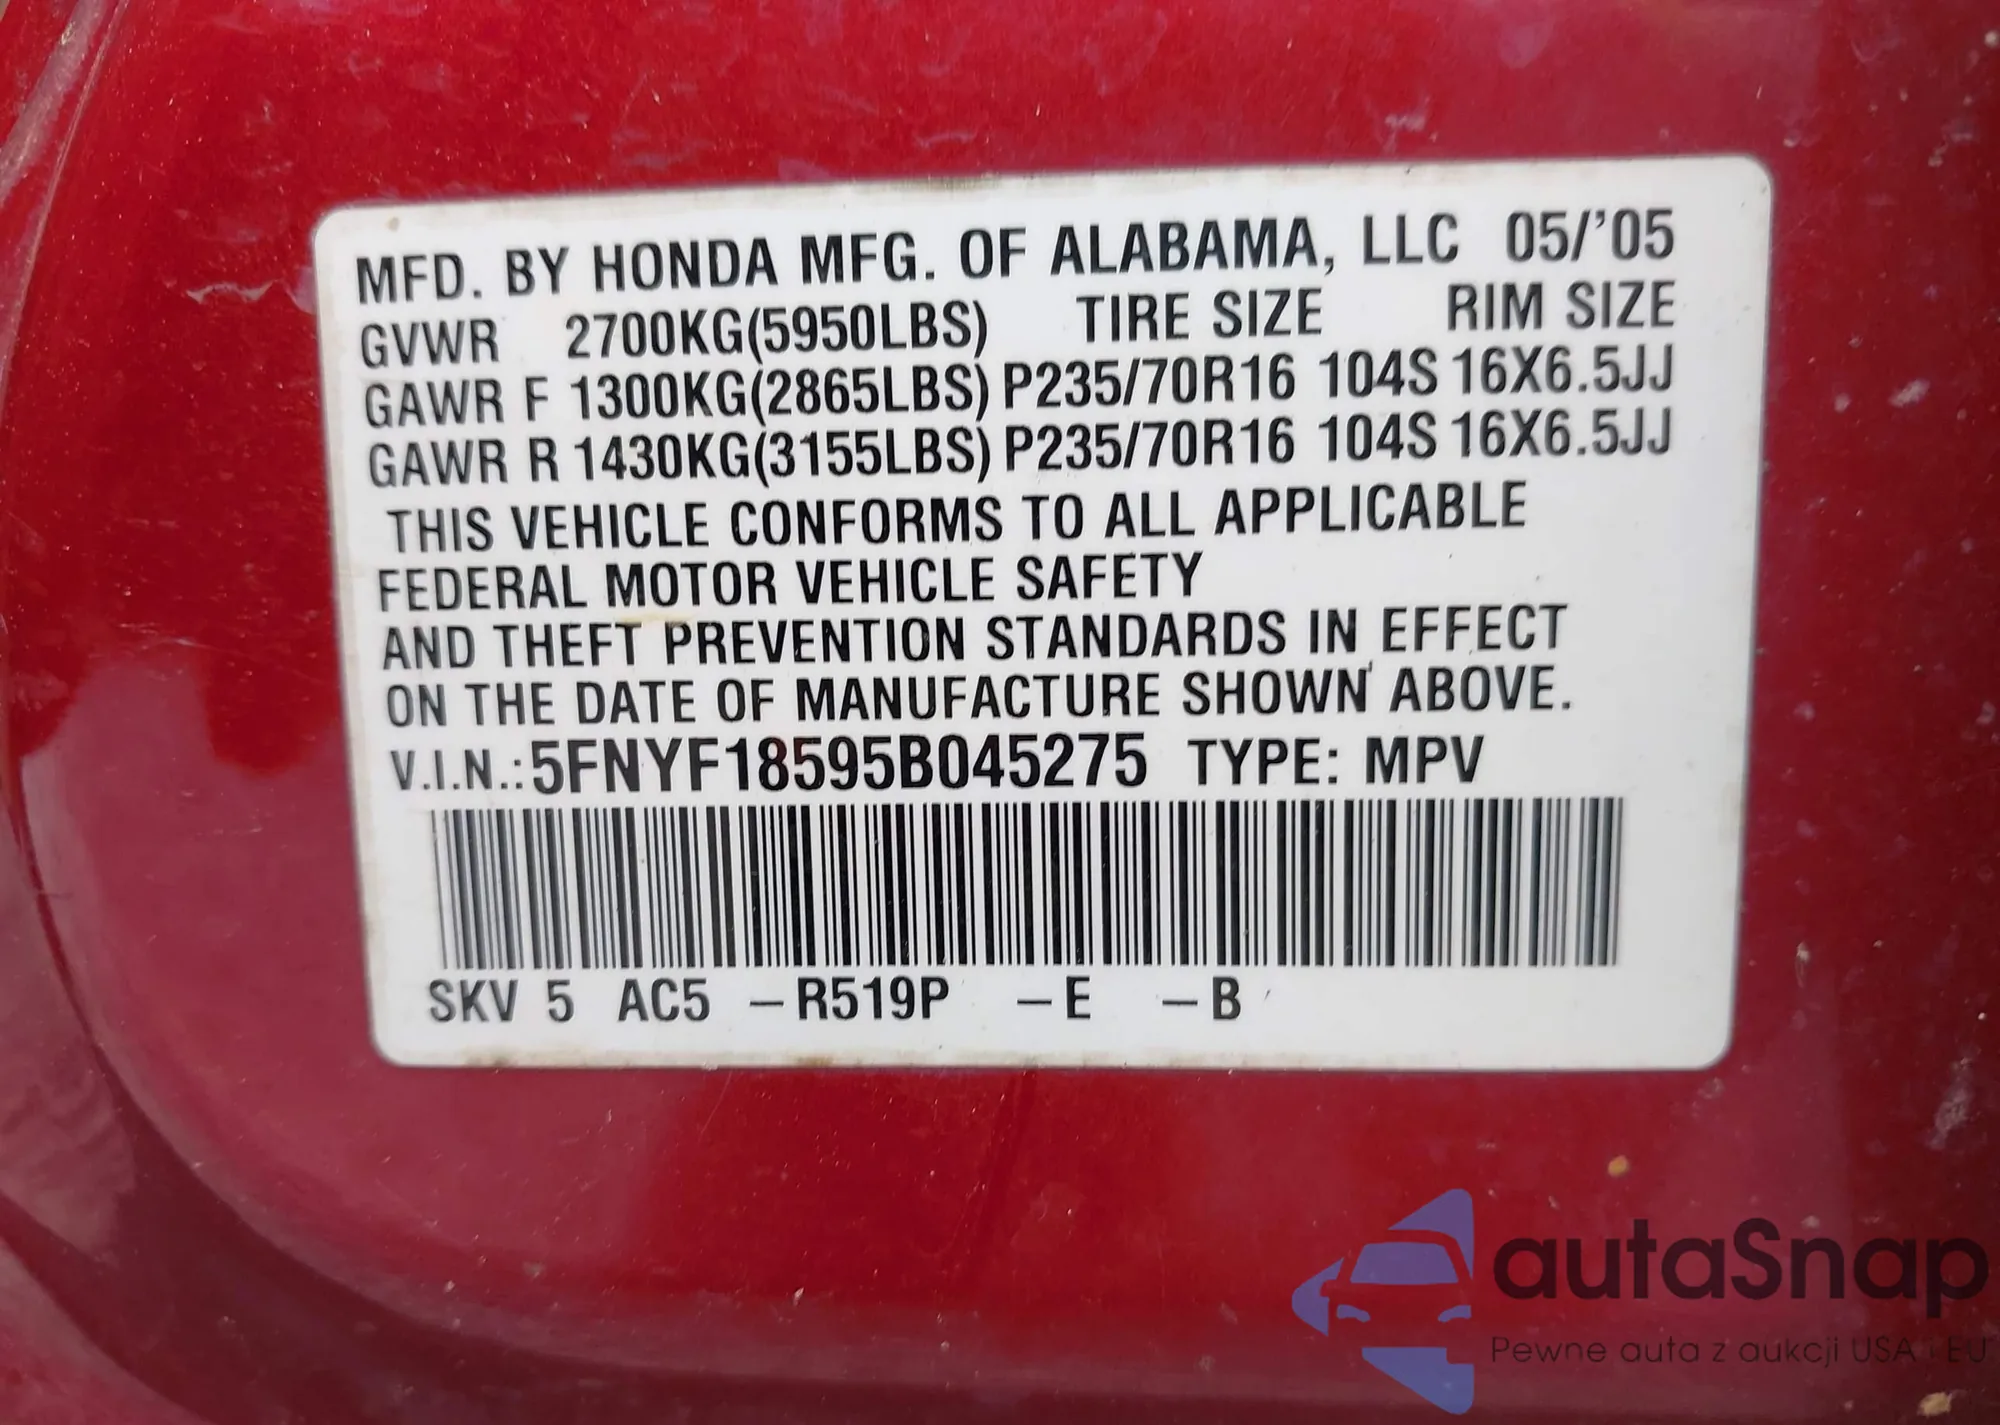 MFD. BY HONDA MFG. OF ALABAMA, LLC 05/'05
GVWR 2700KG(5950LBS) TIRE SIZE RIM SIZE
GAWR F 1300KG(2865LBS) P235/70R16 104S 16X6.5JJ
GAWR R 1430KG(3155LBS) P235/70R16 104S 16X6.5JJ
THIS VEHICLE CONFORMS TO ALL APPLICABLE
FEDERAL MOTOR VEHICLE SAFETY
AND THEFT PREVENTION STANDARDS IN EFFECT
ON THE DATE OF MANUFACTURE SHOWN ABOVE.
V.I.N.: 5FNYF18595B045275 TYPE: MPV
SKV 5 AC5 –R519P –E –B
autaSnap
Pewne auta z aukcji USA i EU